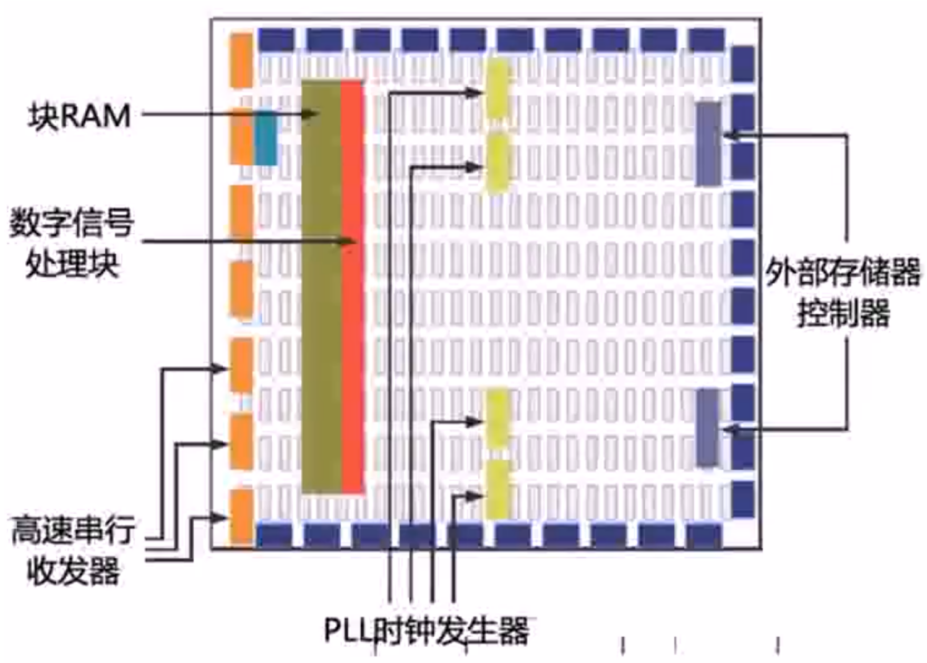 块RAM
数字信号
处理块
外部存储器
控制器
高速串行
收发器
PLL时钟发生器